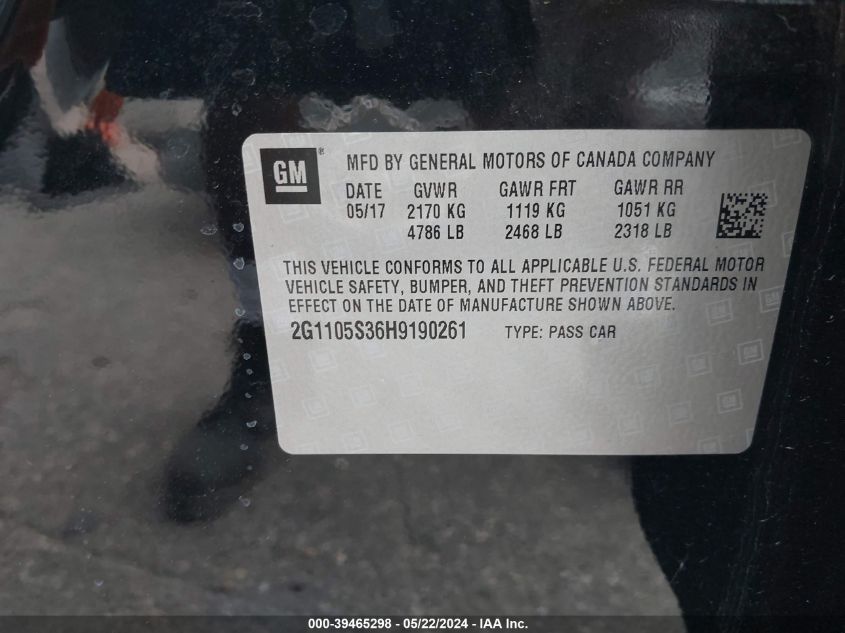 GM ® MFD BY GENERAL MOTORS OF CANADA COMPANY
DATE GVWR GAWR FRT GAWR RR
05/17 2170 KG 1119 KG 1051 KG
4786 LB 2468 LB 2318 LB
THIS VEHICLE CONFORMS TO ALL APPLICABLE U.S. FEDERAL MOTOR
VEHICLE SAFETY, BUMPER, AND THEFT PREVENTION STANDARDS IN
EFFECT ON THE DATE OF MANUFACTURE SHOWN ABOVE.
2G1105S36H9190261 TYPE: PASS CAR
000-39465298 - 05/22/2024 - IAA Inc.